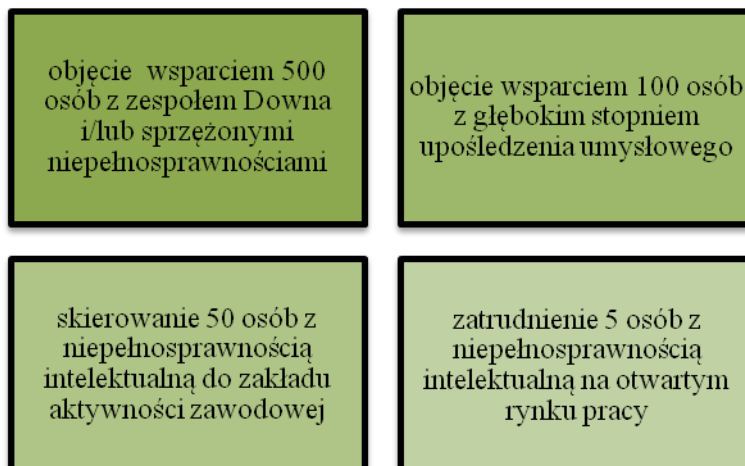 objęcie wsparciem 500
osób z zespołem Downa
i/lub sprzężonymi
niepełnosprawnościami
objęcie wsparciem 100 osób
z głębokim stopniem
upośledzenia umysłowego
skierowanie 50 osób z
niepełnosprawnością
intelektualną do zakładu
aktywności zawodowej
zatrudnienie 5 osób z
niepełnosprawnością
intelektualną na otwartym
rynku pracy